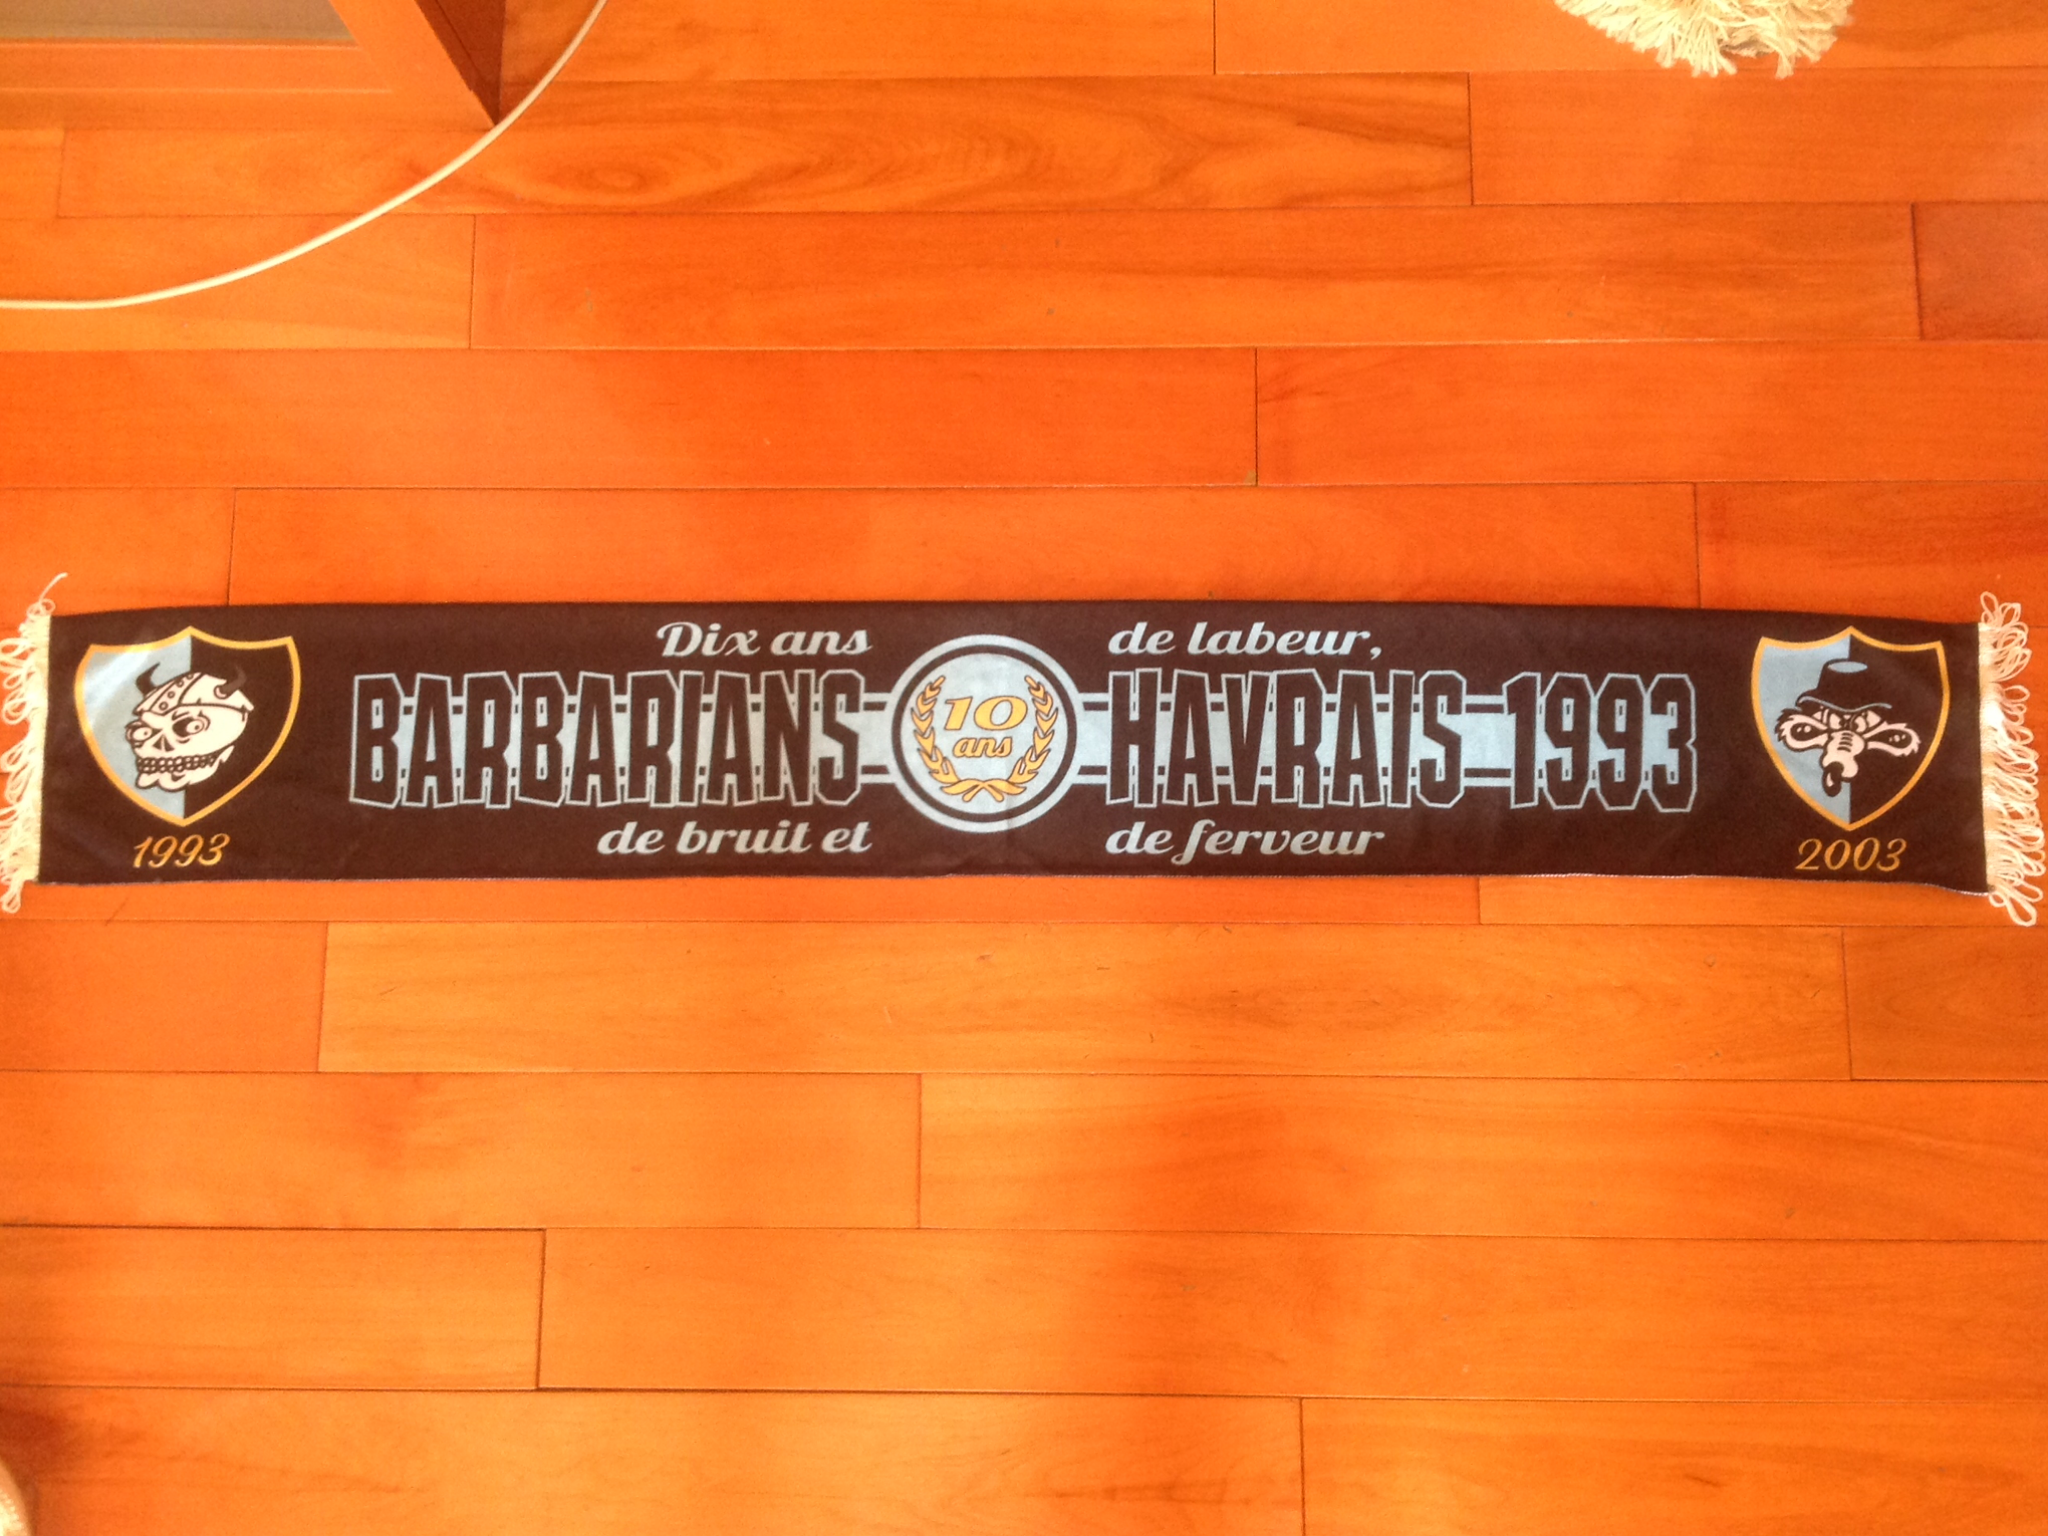 Dix ans de labeur,
BARBARIANS 10 ans HAVRAIS 1993
de bruit et de ferveur
1993
2003